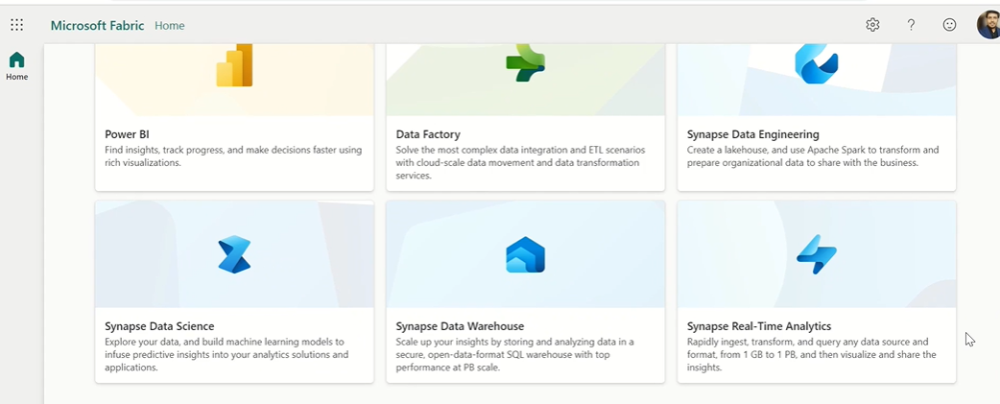 Microsoft Fabric Home
?
Home
Power BI
Find insights, track progress, and make decisions faster using
rich visualizations.
Data Factory
Solve the most complex data integration and ETL scenarios
with cloud-scale data movement and data transformation
services.
Synapse Data Engineering
Create a lakehouse, and use Apache Spark to transform and
prepare organizational data to share with the business.
Synapse Data Science
Explore your data, and build machine learning models to
infuse predictive insights into your analytics solutions and
applications.
Synapse Data Warehouse
Scale up your insights by storing and analyzing data in a
secure, open-data-format SQL warehouse with top
performance at PB scale.
Synapse Real-Time Analytics
Rapidly ingest, transform, and query any data source and
format, from 1 GB to 1 PB, and then visualize and share the
insights.